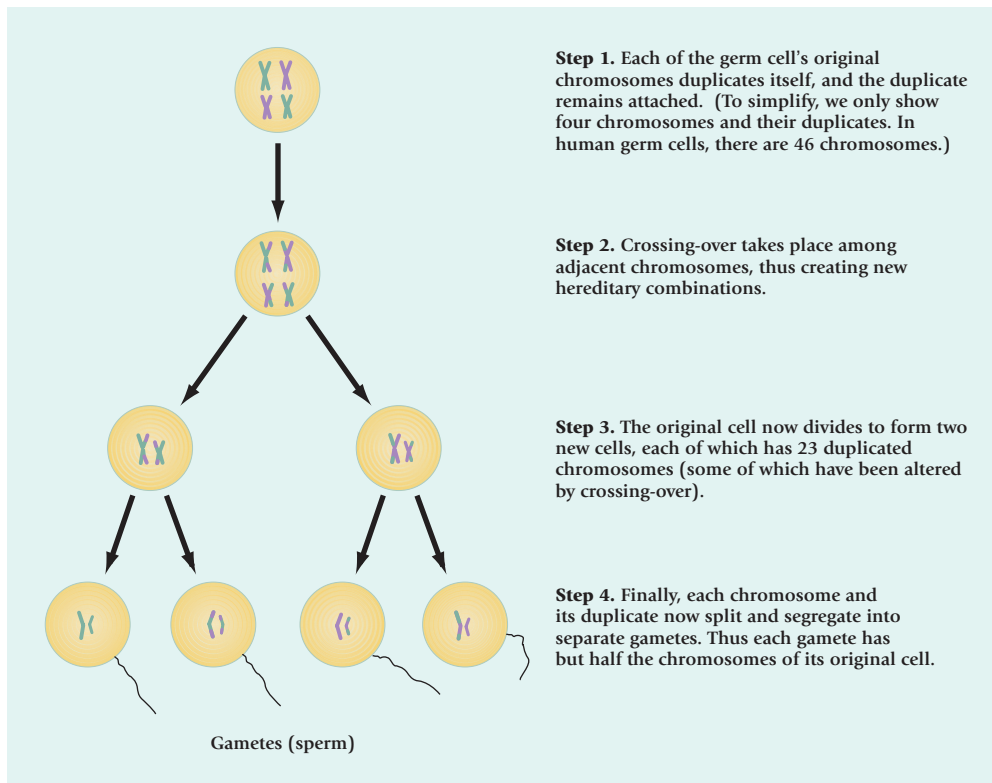 Step 1. Each of the germ cell's original
chromosomes duplicates itself, and the duplicate
remains attached. (To simplify, we only show
four chromosomes and their duplicates. In
human germ cells, there are 46 chromosomes.)
Step 2. Crossing-over takes place among
adjacent chromosomes, thus creating new
hereditary combinations.
Step 3. The original cell now divides to form two
new cells, each of which has 23 duplicated
chromosomes (some of which have been altered
by crossing-over).
Step 4. Finally, each chromosome and
its duplicate now split and segregate into
separate gametes. Thus each gamete has
but half the chromosomes of its original cell.
Gametes (sperm)